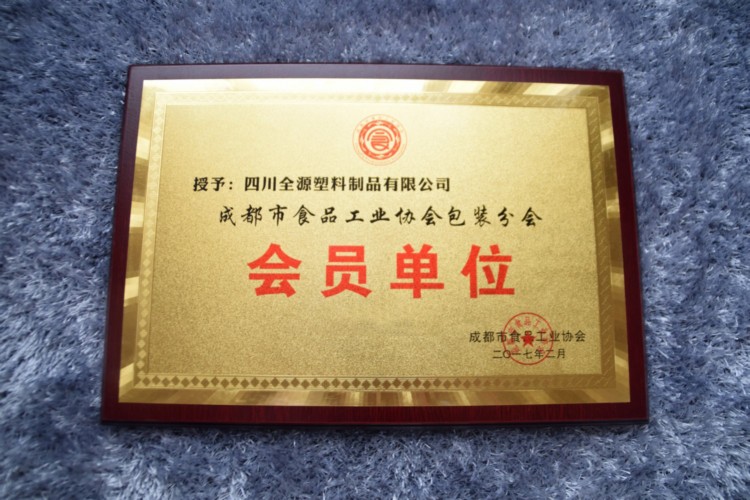 授予：四川全源塑料制品有限公司
成都市食品工业协会包装分会
会员单位
成都市食品工业协会
二〇一七年二月